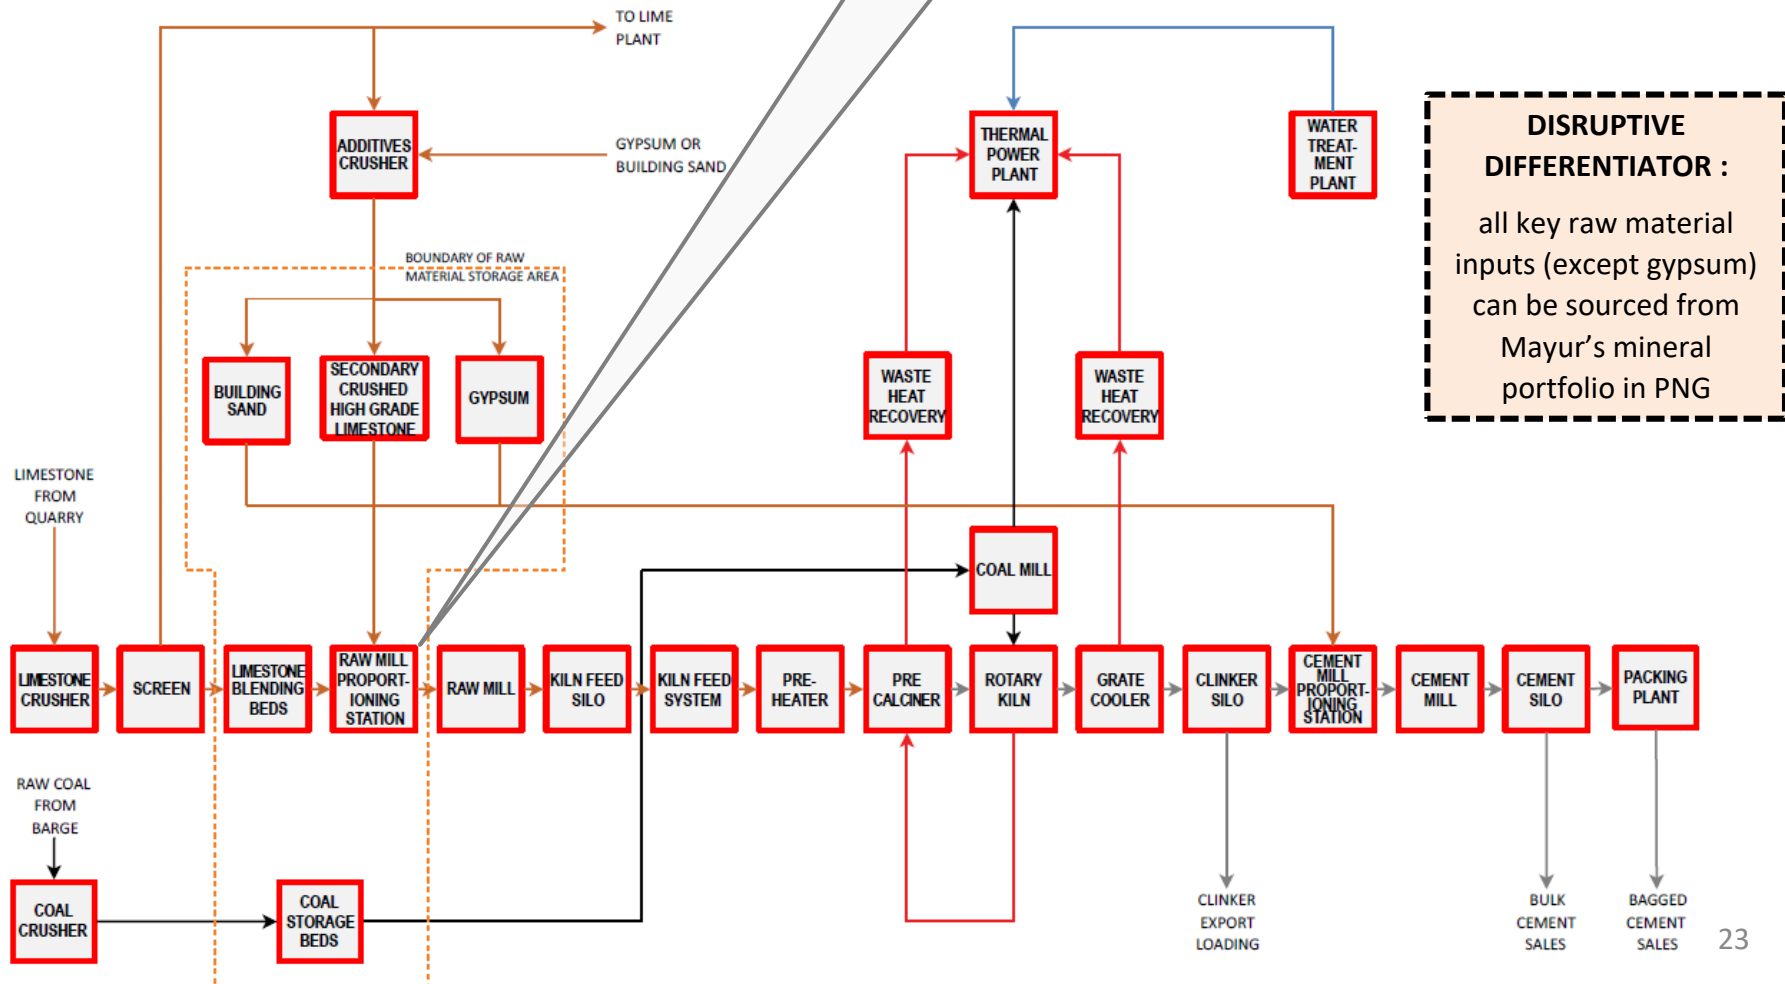 TO LIME
PLANT
ADDITIVES
CRUSHER
GYPSUM OR
BUILDING SAND
THERMAL
POWER
PLANT
WATER
TREAT-
MENT
PLANT
DISRUPTIVE
DIFFERENTIATOR :
all key raw material
inputs (except gypsum)
can be sourced from
Mayur’s mineral
portfolio in PNG
BOUNDARY OF RAW
MATERIAL STORAGE AREA
BUILDING
SAND
SECONDARY
CRUSHED
HIGH GRADE
LIMESTONE
GYPSUM
WASTE
HEAT
RECOVERY
WASTE
HEAT
RECOVERY
LIMESTONE
FROM
QUARRY
COAL MILL
LIMESTONE
CRUSHER
SCREEN
LIMESTONE
BLENDING
BEDS
RAW MILL
PROPORT-
IONING
STATION
RAW MILL
KILN FEED
SILO
KILN FEED
SYSTEM
PRE-
HEATER
PRE
CALCINER
ROTARY
KILN
GRATE
COOLER
CLINKER
SILO
CEMENT
MILL
PROPORT-
IONING
STATION
CEMENT
MILL
CEMENT
SILO
PACKING
PLANT
RAW COAL
FROM
BARGE
COAL
CRUSHER
COAL
STORAGE
BEDS
CLINKER
EXPORT
LOADING
BULK
CEMENT
SALES
BAGGED
CEMENT
SALES
23